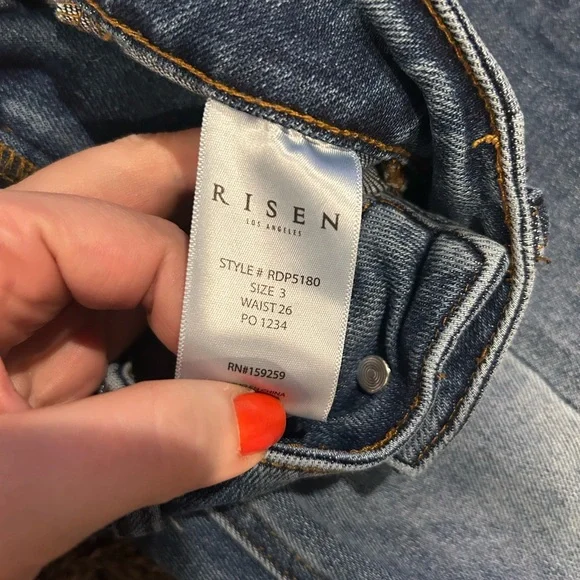 RISEN
LOS ANGELES
STYLE # RDP5180
SIZE 3
WAIST 26
PO 1234
RN#159259